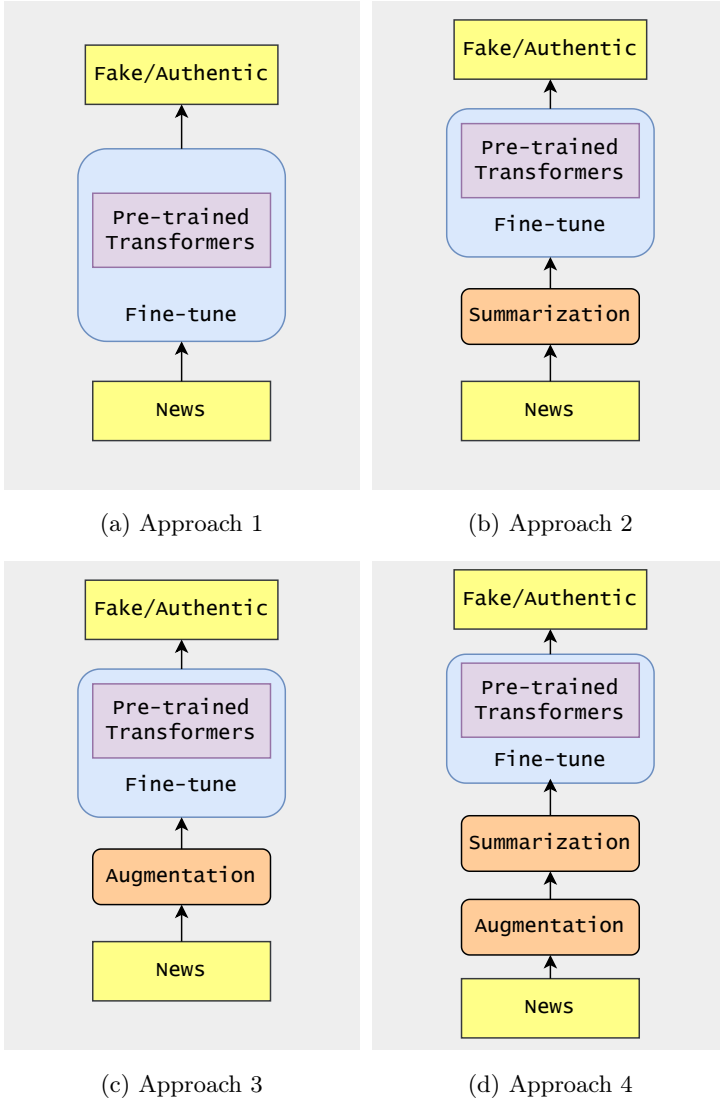 Fake/Authentic
Pre-trained
Transformers
Fine-tune
News
(a) Approach 1
Fake/Authentic
Pre-trained
Transformers
Fine-tune
Summarization
News
(b) Approach 2
Fake/Authentic
Pre-trained
Transformers
Fine-tune
Augmentation
News
(c) Approach 3
Fake/Authentic
Pre-trained
Transformers
Fine-tune
Summarization
Augmentation
News
(d) Approach 4